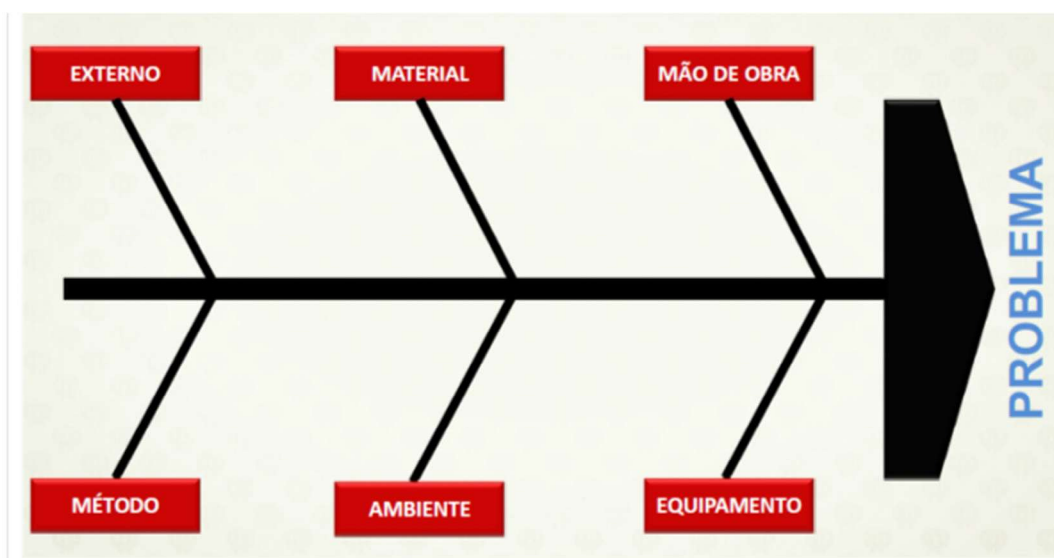 EXTERNO
MATERIAL
MÃO DE OBRA
PROBLEMA
MÉTODO
AMBIENTE
EQUIPAMENTO